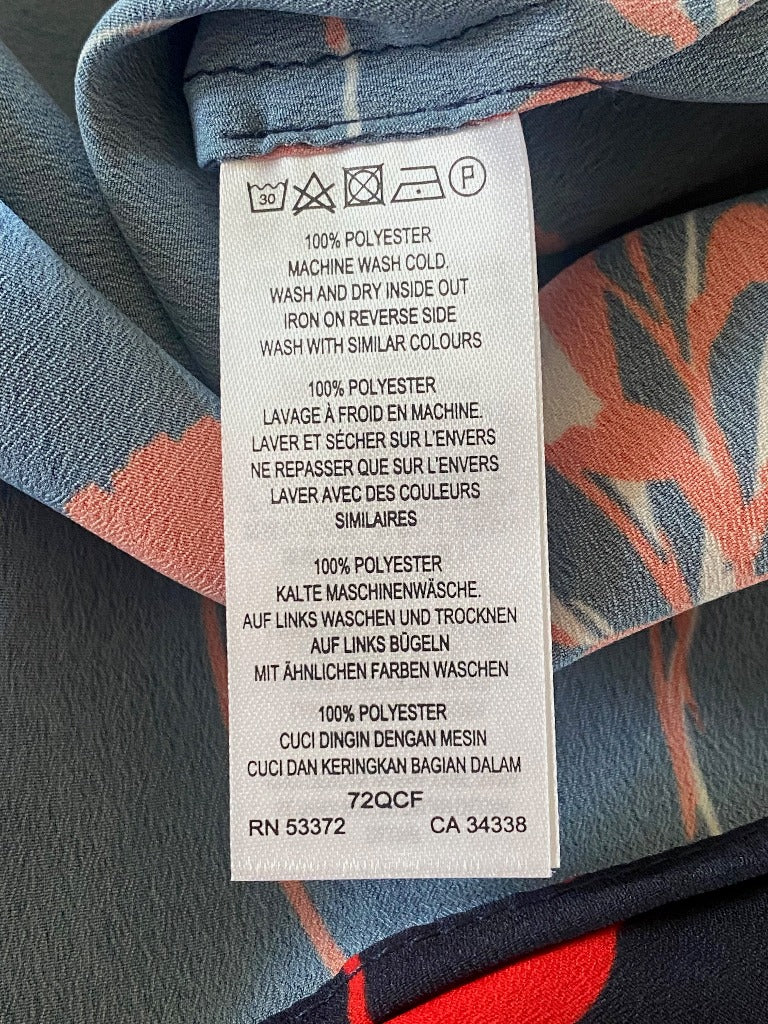 30
P
100% POLYESTER
MACHINE WASH COLD.
WASH AND DRY INSIDE OUT
IRON ON REVERSE SIDE
WASH WITH SIMILAR COLOURS
100% POLYESTER
LAVAGE À FROID EN MACHINE.
LAVER ET SÉCHER SUR L'ENVERS
NE REPASSER QUE SUR L'ENVERS
LAVER AVEC DES COULEURS
SIMILAIRES
100% POLYESTER
KALTE MASCHINENWÄSCHE.
AUF LINKS WASCHEN UND TROCKNEN
AUF LINKS BÜGELN
MIT ÄHNLICHEN FARBEN WASCHEN
100% POLYESTER
CUCI DINGIN DENGAN MESIN
CUCI DAN KERINGKAN BAGIAN DALAM
72QCF
RN 53372 CA 34338